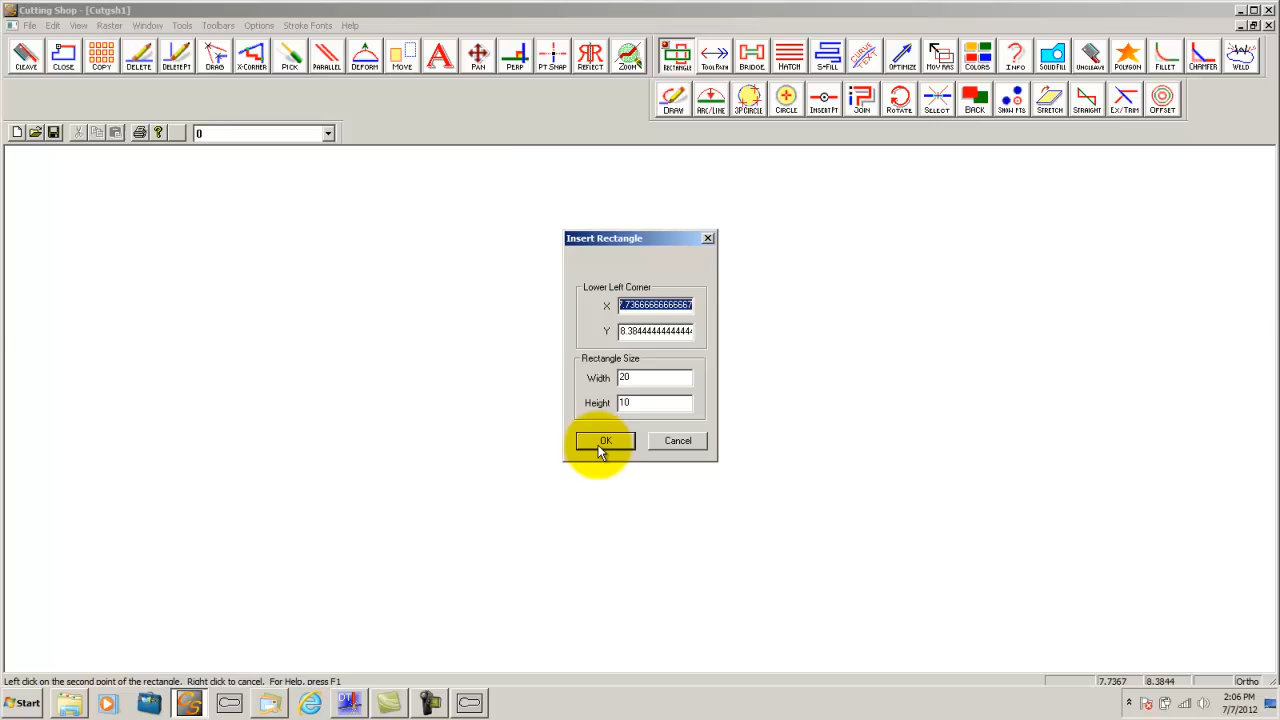 Cutting Shop - [Cutgsh1]
File Edit View Raster Window Tools Toolbars Options Stroke Fonts Help
CLEAVE CLOSE COPY DELETE DELETEPT DRAG X-CORNER PICK PARALLEL DEFORM MOVE A PAN PERP PT.SNAP REFLECT ZOOM RECTANGLE TOOLPATH BRIDGE HATCH S-FILL OPTIMIZE MOV RAS COLORS INFO SOLIDFILL UNCLEAVE POLYGON FILLET CHAMFER WELD
DRAW ARC/LINE 3PCIRCLE CIRCLE INSERTPT JOIN ROTATE SELECT BACK SHOW PTS STRETCH STRAIGHT EX/TRIM OFFSET
0
Insert Rectangle
Lower Left Corner
X 7.73666666666667
Y 8.3844444444444
Rectangle Size
Width 20
Height 10
OK Cancel
Left click on the second point of the rectangle. Right click to cancel. For Help, press F1
7.7367 8.3844 Ortho
Start
2:06 PM
7/7/2012